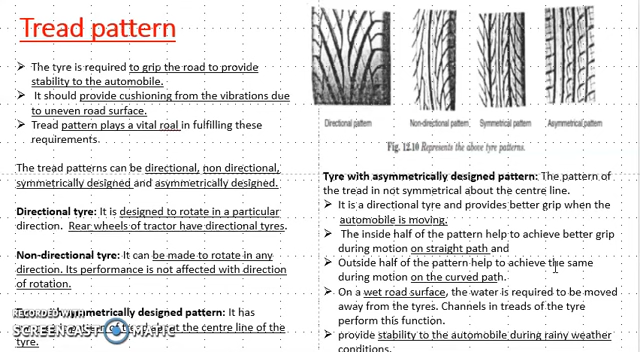 Tread pattern
➤ The tyre is required to grip the road to provide
stability to the automobile.
➤ It should provide cushioning from the vibrations due
to uneven road surface.
➤ Tread pattern plays a vital roal in fulfilling these
requirements.
The tread patterns can be directional, non directional,
symmetrically designed and asymmetrically designed.
Directional tyre: It is designed to rotate in a particular
direction. Rear wheels of tractor have directional tyres.
Non-directional tyre: It can be made to rotate in any
direction. Its performance is not affected with direction
of rotation.
symmetrically designed pattern: It has
about the centre line of the
tyre.
RECORDED WITH
SCREENCAST MATIC
Directional pattern
Non-directional pattern
Symmetrical pattern
Asymmetrical pattern
Fig. 12.10 Represents the above tyre patterns.
Tyre with asymmetrically designed pattern: The pattern of
the tread in not symmetrical about the centre line.
➤ It is a directional tyre and provides better grip when the
automobile is moving.
➤ The inside half of the pattern help to achieve better grip
during motion on straight path and
➤ Outside half of the pattern help to achieve the same
during motion on the curved path.
➤ On a wet road surface, the water is required to be moved
away from the tyres. Channels in treads of the tyre
perform this function.
➤ provide stability to the automobile during rainy weather
conditions.